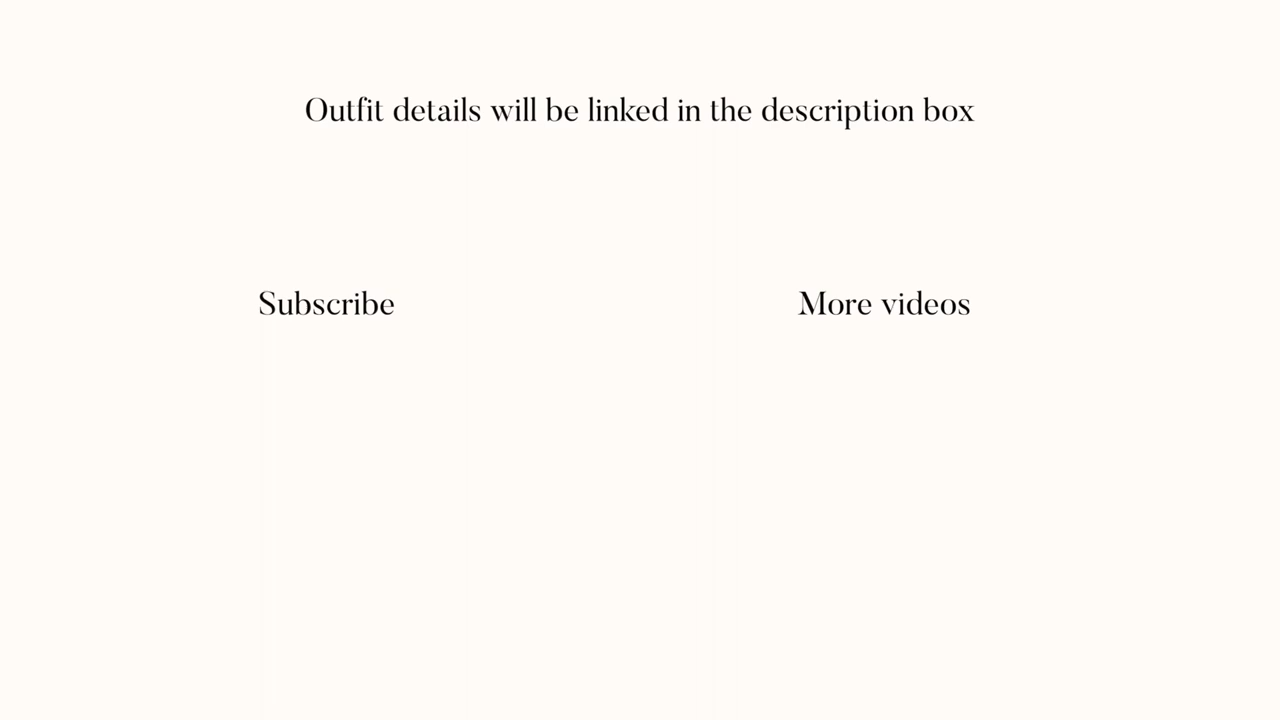 Outfit details will be linked in the description box
Subscribe
More videos